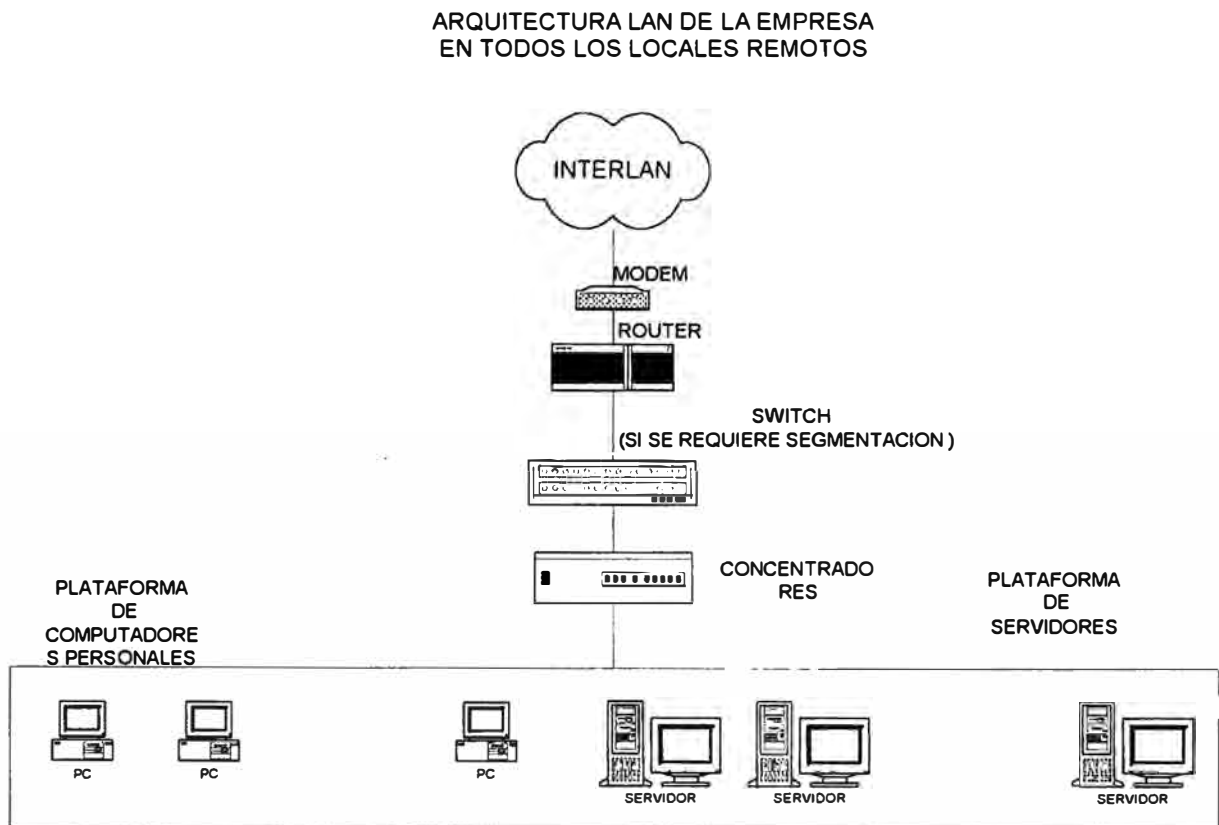 ARQUITECTURA LAN DE LA EMPRESA
EN TODOS LOS LOCALES REMOTOS
INTERLAN
MODEM
ROUTER
SWITCH
(SI SE REQUIERE SEGMENTACION )
CONCENTRADO
RES
PLATAFORMA
DE
COMPUTADORE
S PERSONALES
PLATAFORMA
DE
SERVIDORES
PC
PC
PC
SERVIDOR
SERVIDOR
SERVIDOR